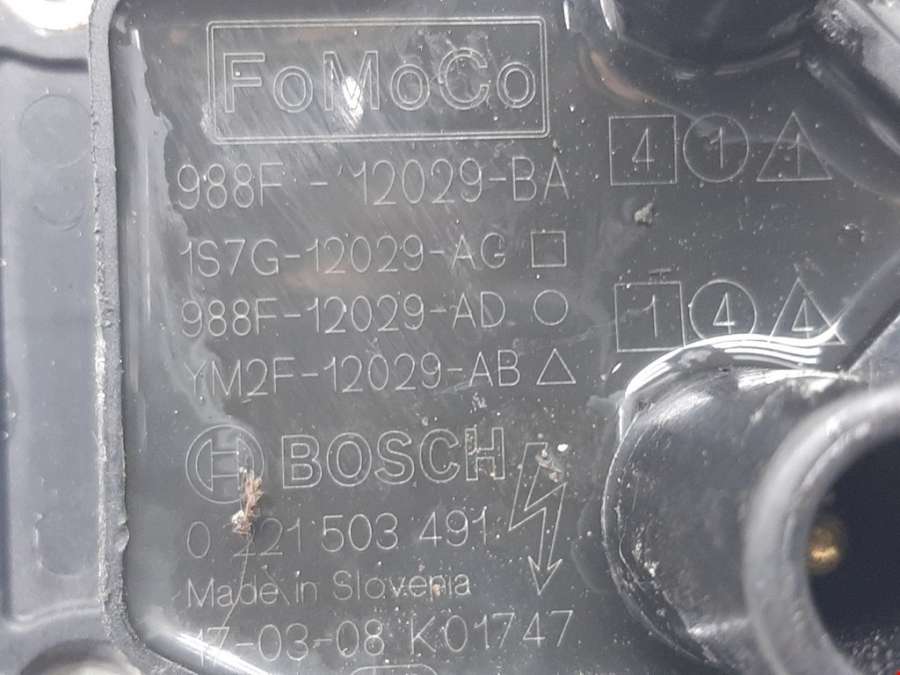 FoMoCo
988F - 12029-BA
4 1 1
1S7G-12029-AC
988F-12029-AD
1 4 4
YM2F-12029-AB
BOSCH
0 221 503 491
Made in Slovenia
17-03-08 K01747